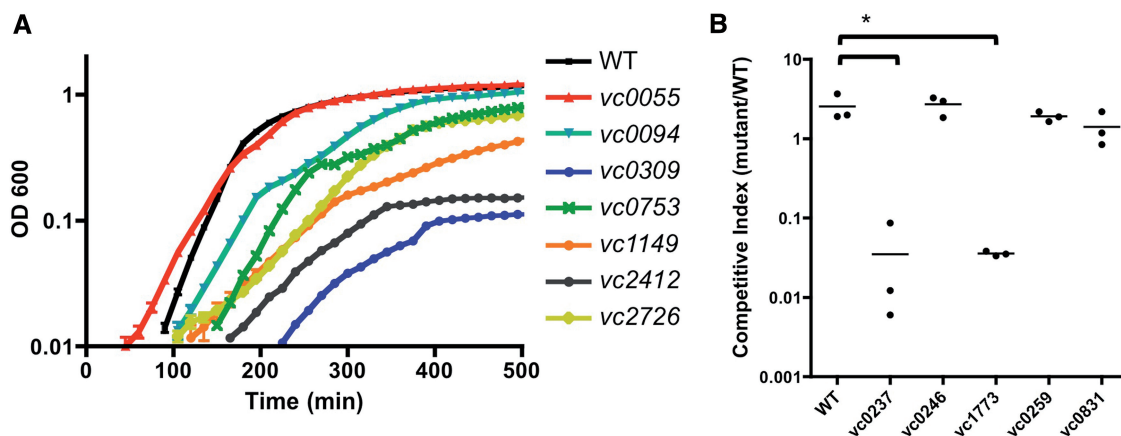 A
OD 600
1
0.1
0.01
0 100 200 300 400 500
Time (min)
WT
vc0055
vc0094
vc0309
vc0753
vc1149
vc2412
vc2726
B
*
Competitive Index (mutant/WT)
10
1
0.1
0.01
0.001
WT vc0237 vc0246 vc1773 vc0259 vc0831